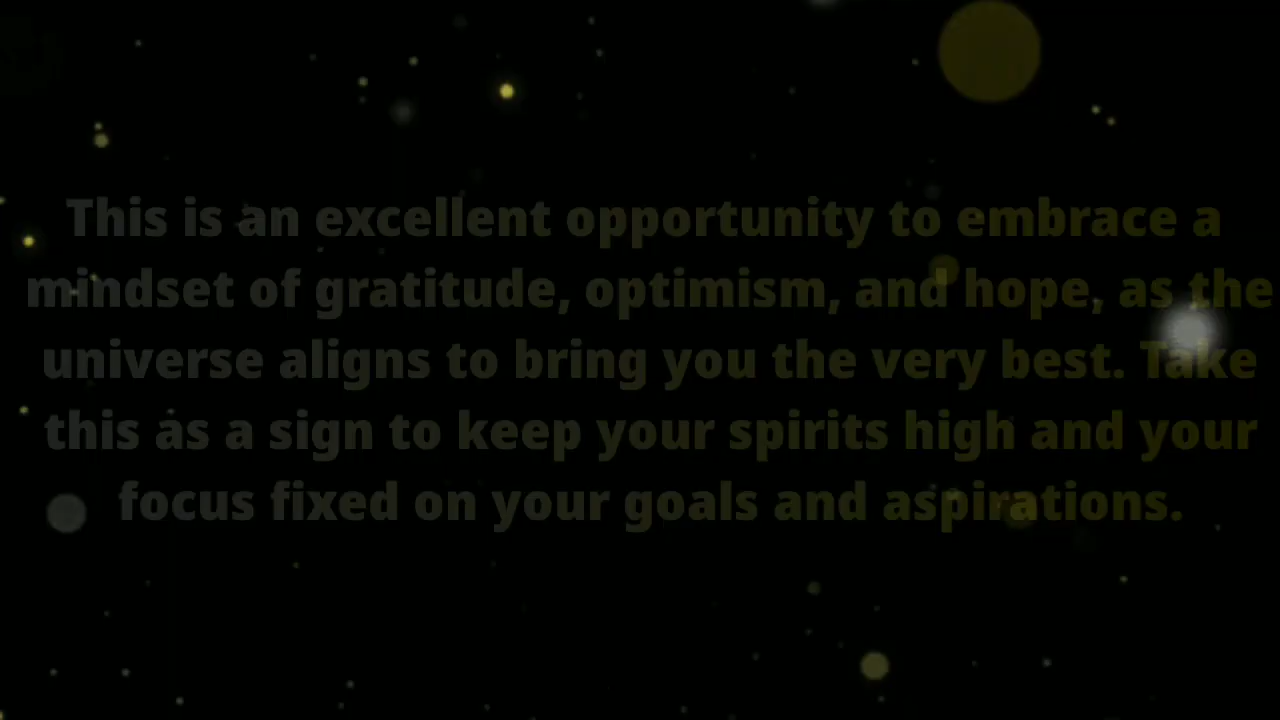 This is an excellent opportunity to embrace a
mindset of gratitude, optimism, and hope, as the
universe aligns to bring you the very best. Take
this as a sign to keep your spirits high and your
focus fixed on your goals and aspirations.